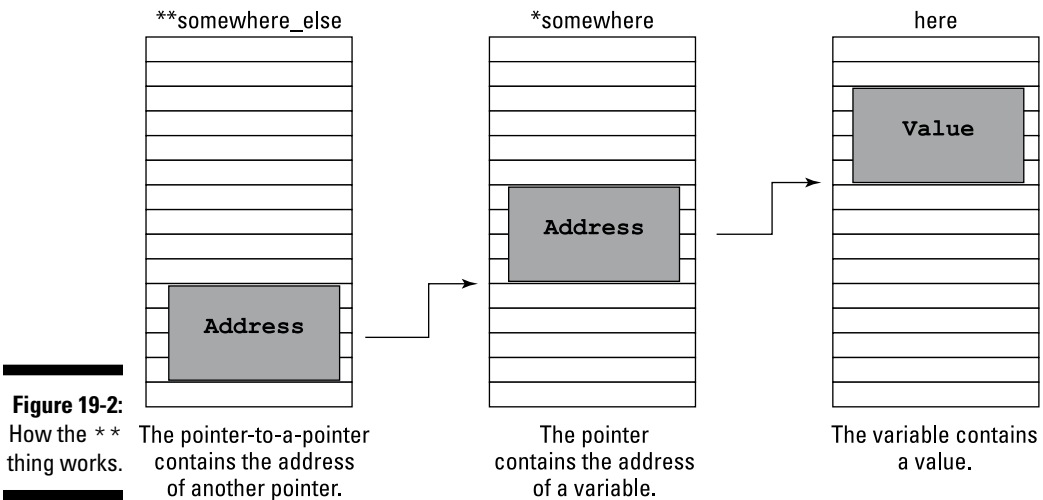 **somewhere_else
*somewhere
here
Value
Address
Address
Figure 19-2:
How the **
thing works.
The pointer-to-a-pointer
contains the address
of another pointer.
The pointer
contains the address
of a variable.
The variable contains
a value.